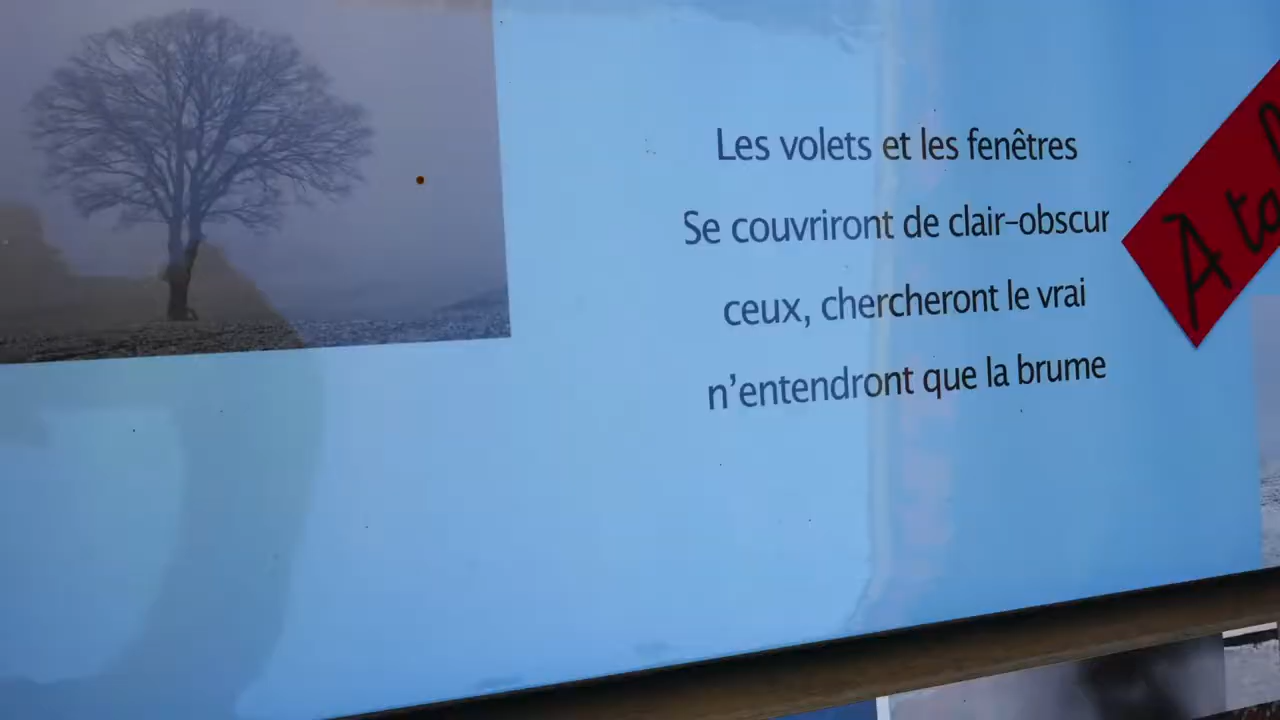 Les volets et les fenêtres
Se couvriront de clair-obscur
ceux, chercheront le vrai
n'entendront que la brume
A